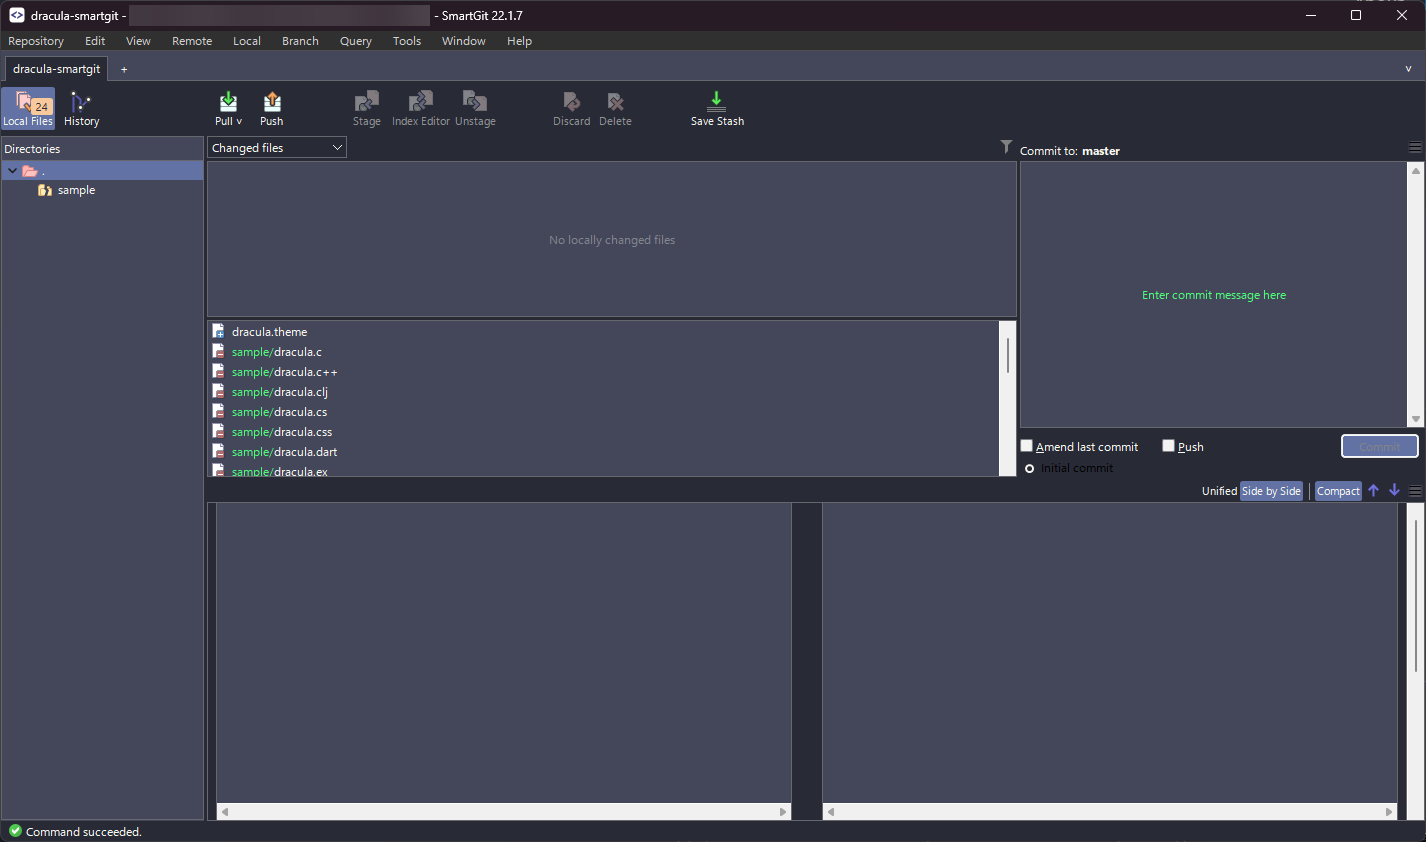 dracula-smartgit - - SmartGit 22.1.7
Repository Edit View Remote Local Branch Query Tools Window Help
dracula-smartgit + v
24
Local Files History Pull v Push Stage Index Editor Unstage Discard Delete Save Stash
Directories
.
sample
Changed files
No locally changed files
dracula.theme
sample/dracula.c
sample/dracula.c++
sample/dracula.clj
sample/dracula.cs
sample/dracula.css
sample/dracula.dart
sample/dracula.ex
Commit to: master
Enter commit message here
Amend last commit Push Commit
Initial commit
Unified Side by Side Compact
Command succeeded.